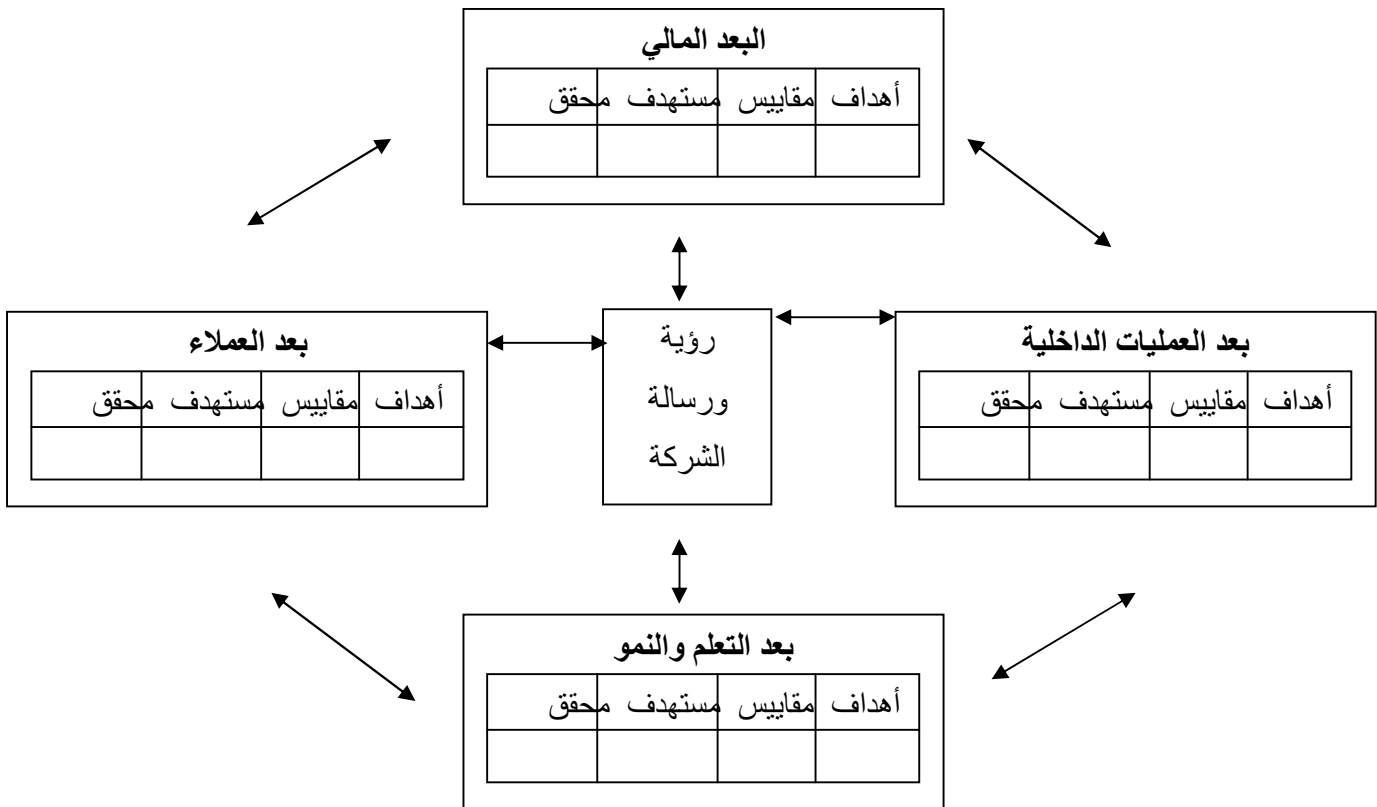 البعد المالي
أهداف مقاييس مستهدف محقق
بعد العمليات الداخلية
أهداف مقاييس مستهدف محقق
رؤية
ورسالة
الشركة
بعد العملاء
أهداف مقاييس مستهدف محقق
بعد التعلم والنمو
أهداف مقاييس مستهدف محقق